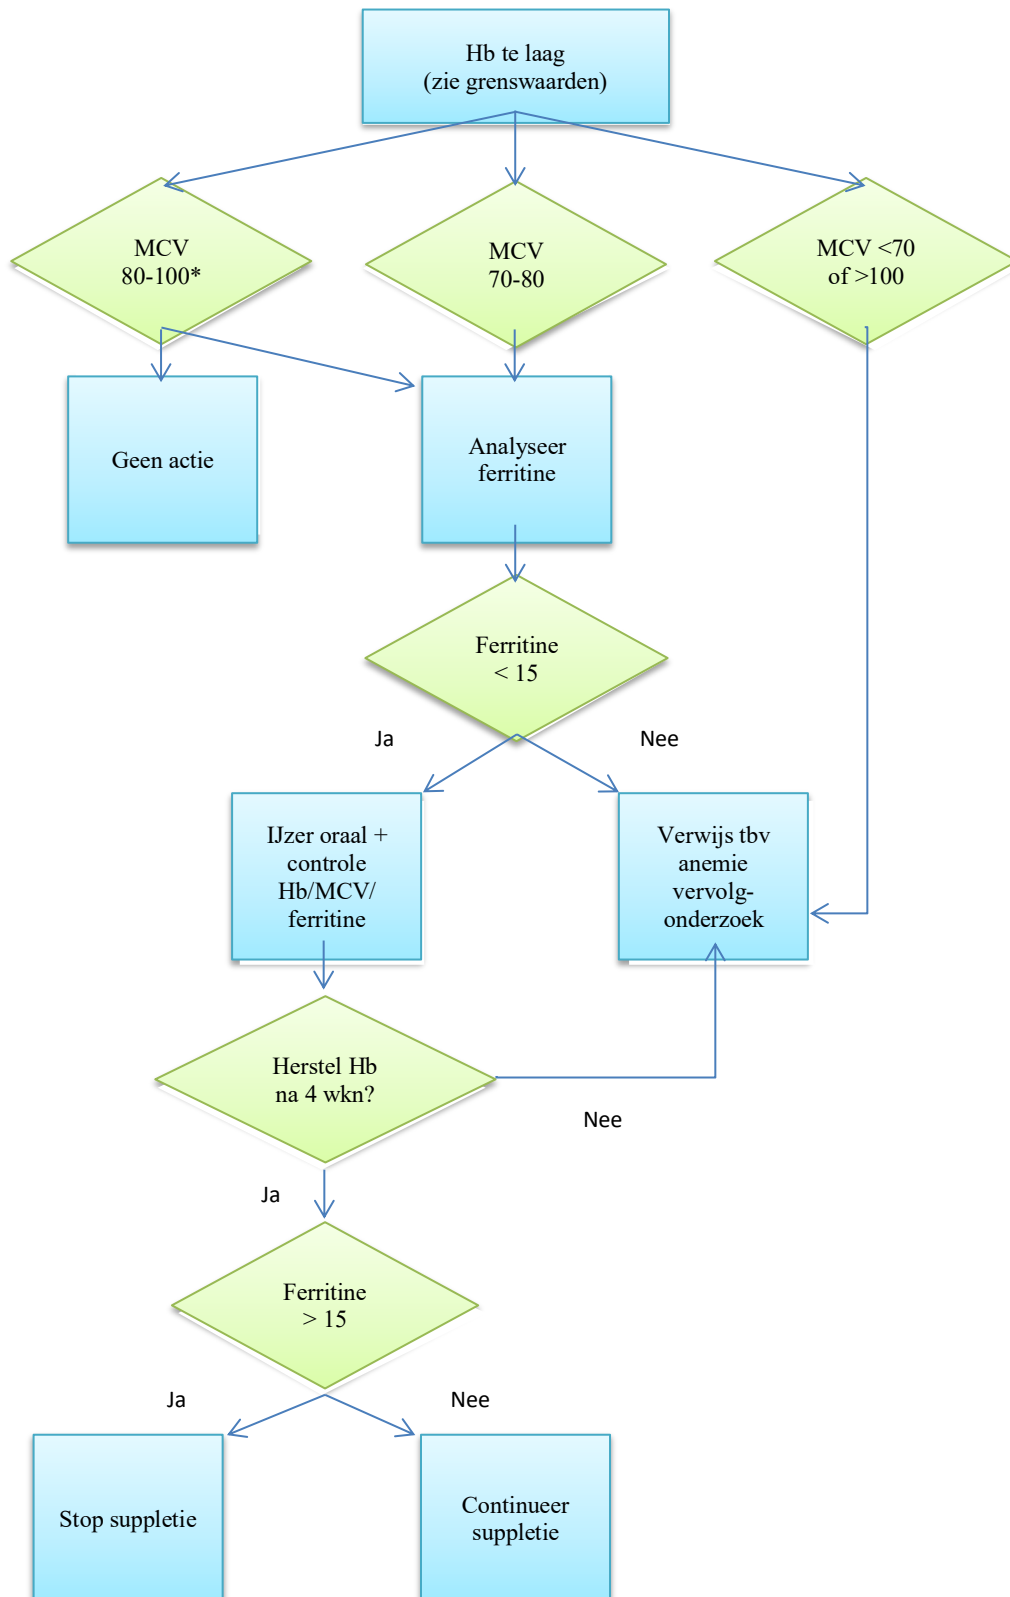 Hb te laag
(zie grenswaarden)
MCV
80-100*
MCV
70-80
MCV <70
of >100
Geen actie
Analyseer
ferritine
Ferritine
< 15
Ja
Nee
IJzer oraal +
controle
Hb/MCV/
ferritine
Verwijs tbv
anemie
vervolg-
onderzoek
Herstel Hb
na 4 wkn?
Nee
Ja
Ferritine
> 15
Ja
Nee
Stop suppletie
Continueer
suppletie